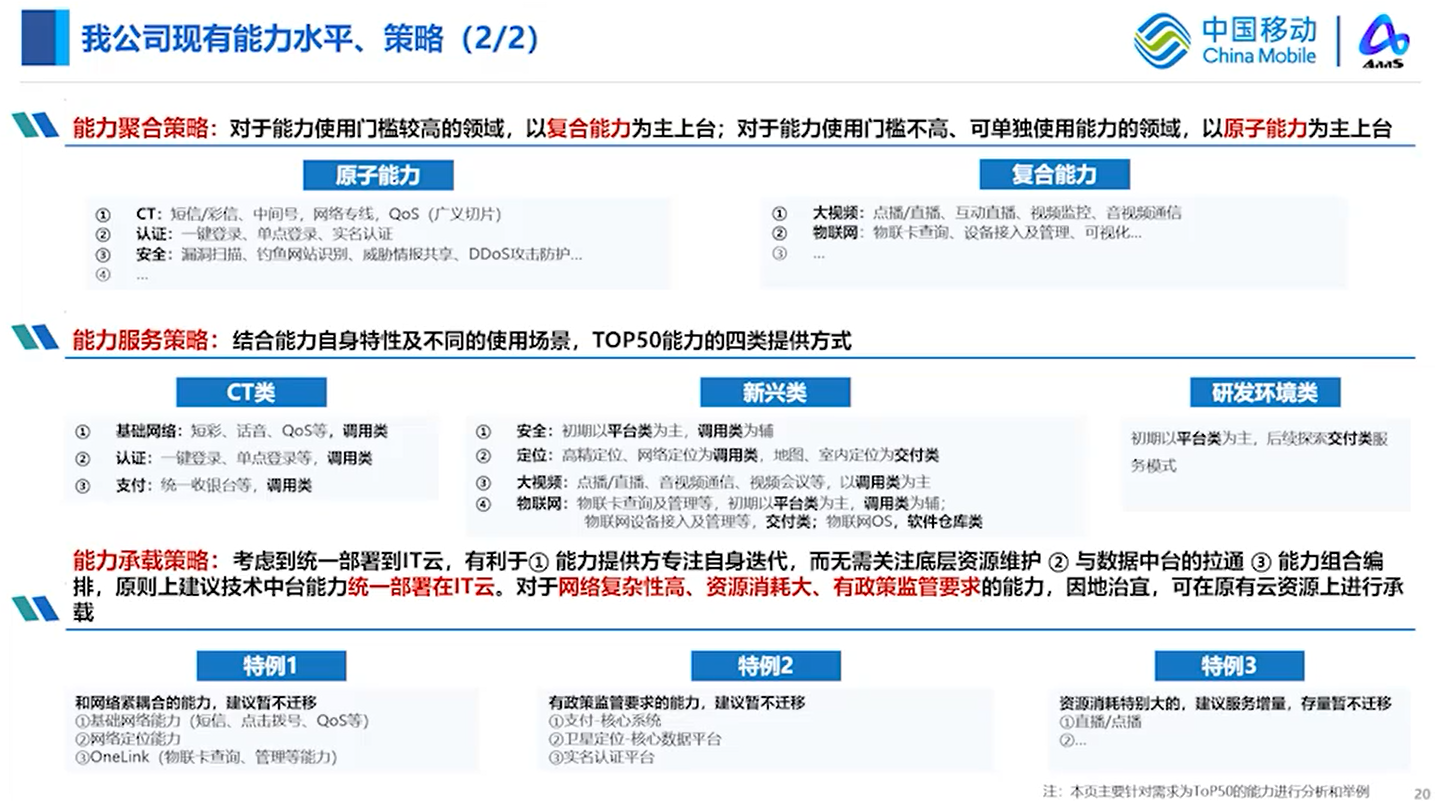 我公司现有能力水平、策略（2/2）
中国移动
China Mobile
AaaS
能力聚合策略：对于能力使用门槛较高的领域，以复合能力为主上台；对于能力使用门槛不高、可单独使用能力的领域，以原子能力为主上台
原子能力
① CT：短信/彩信、中间号，网络专线，QoS（广义切片）
② 认证：一键登录、单点登录、实名认证
③ 安全：漏洞扫描、钓鱼网站识别、威胁情报共享、DDoS攻击防护...
④ ...
复合能力
① 大视频：点播/直播、互动直播、视频监控、音视频通信
② 物联网：物联卡查询、设备接入及管理、可视化...
③ ...
能力服务策略：结合能力自身特性及不同的使用场景，TOP50能力的四类提供方式
CT类
① 基础网络：短彩、话音、QoS等，调用类
② 认证：一键登录、单点登录等，调用类
③ 支付：统一收银台等，调用类
新兴类
① 安全：初期以平台类为主，调用类为辅
② 定位：高精定位、网络定位为调用类，地图、室内定位为交付类
③ 大视频：点播/直播、音视频通信、视频会议等，以调用类为主
④ 物联网：物联卡查询及管理等，初期以平台类为主，调用类为辅；
物联网设备接入及管理等，交付类；物联网OS，软件仓库类
研发环境类
初期以平台类为主，后续探索交付类服
务模式
能力承载策略：考虑到统一部署到IT云，有利于① 能力提供方专注自身迭代，而无需关注底层资源维护 ② 与数据中台的拉通 ③ 能力组合编
排，原则上建议技术中台能力统一部署在IT云。对于网络复杂性高、资源消耗大、有政策监管要求的能力，因地治宜，可在原有云资源上进行承
载
特例1
和网络紧耦合的能力，建议暂不迁移
①基础网络能力（短信、点击拨号、QoS等）
②网络定位能力
③OneLink（物联卡查询、管理等能力）
特例2
有政策监管要求的能力，建议暂不迁移
①支付-核心系统
②卫星定位-核心数据平台
③实名认证平台
特例3
资源消耗特别大的，建议服务增量，存量暂不迁移
①直播/点播
②...
注：本页主要针对需求为ToP50的能力进行分析和举例
20